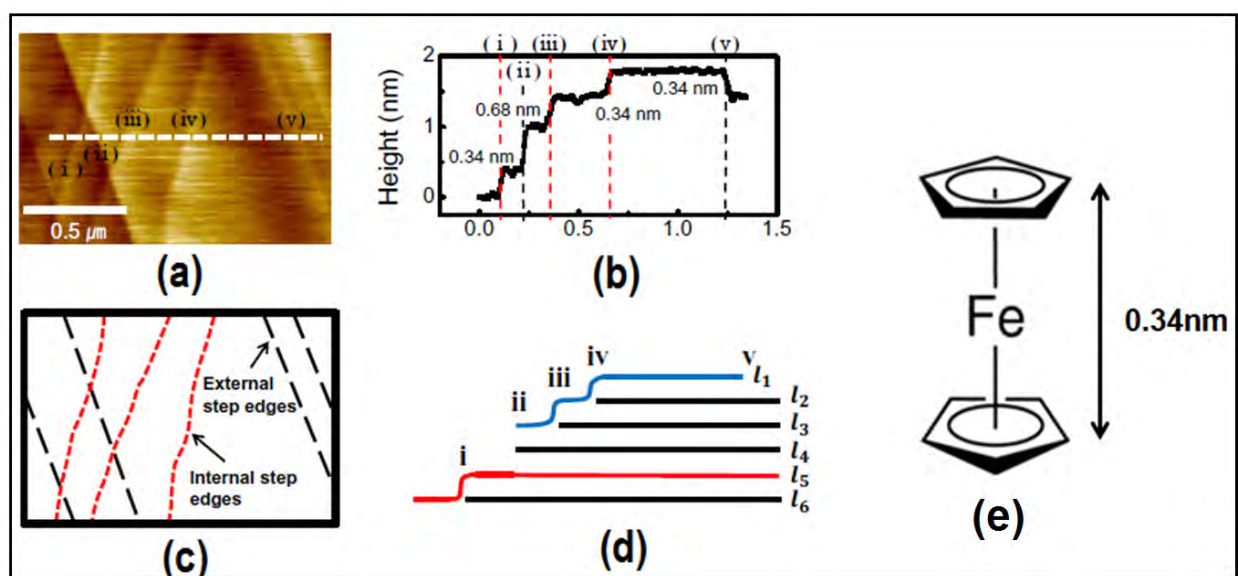 (i)
(ii)
(iii)
(iv)
(v)
0.5 μm
(a)
(i)
(iii)
(iv)
(v)
(ii)
2
1
0
Height (nm)
0.34 nm
0.68 nm
0.34 nm
0.34 nm
0.0
0.5
1.0
1.5
(b)
External
step edges
Internal step
edges
(c)
i
ii
iii
iv
v
l₁
l₂
l₃
l₄
l₅
l₆
(d)
Fe
0.34nm
(e)